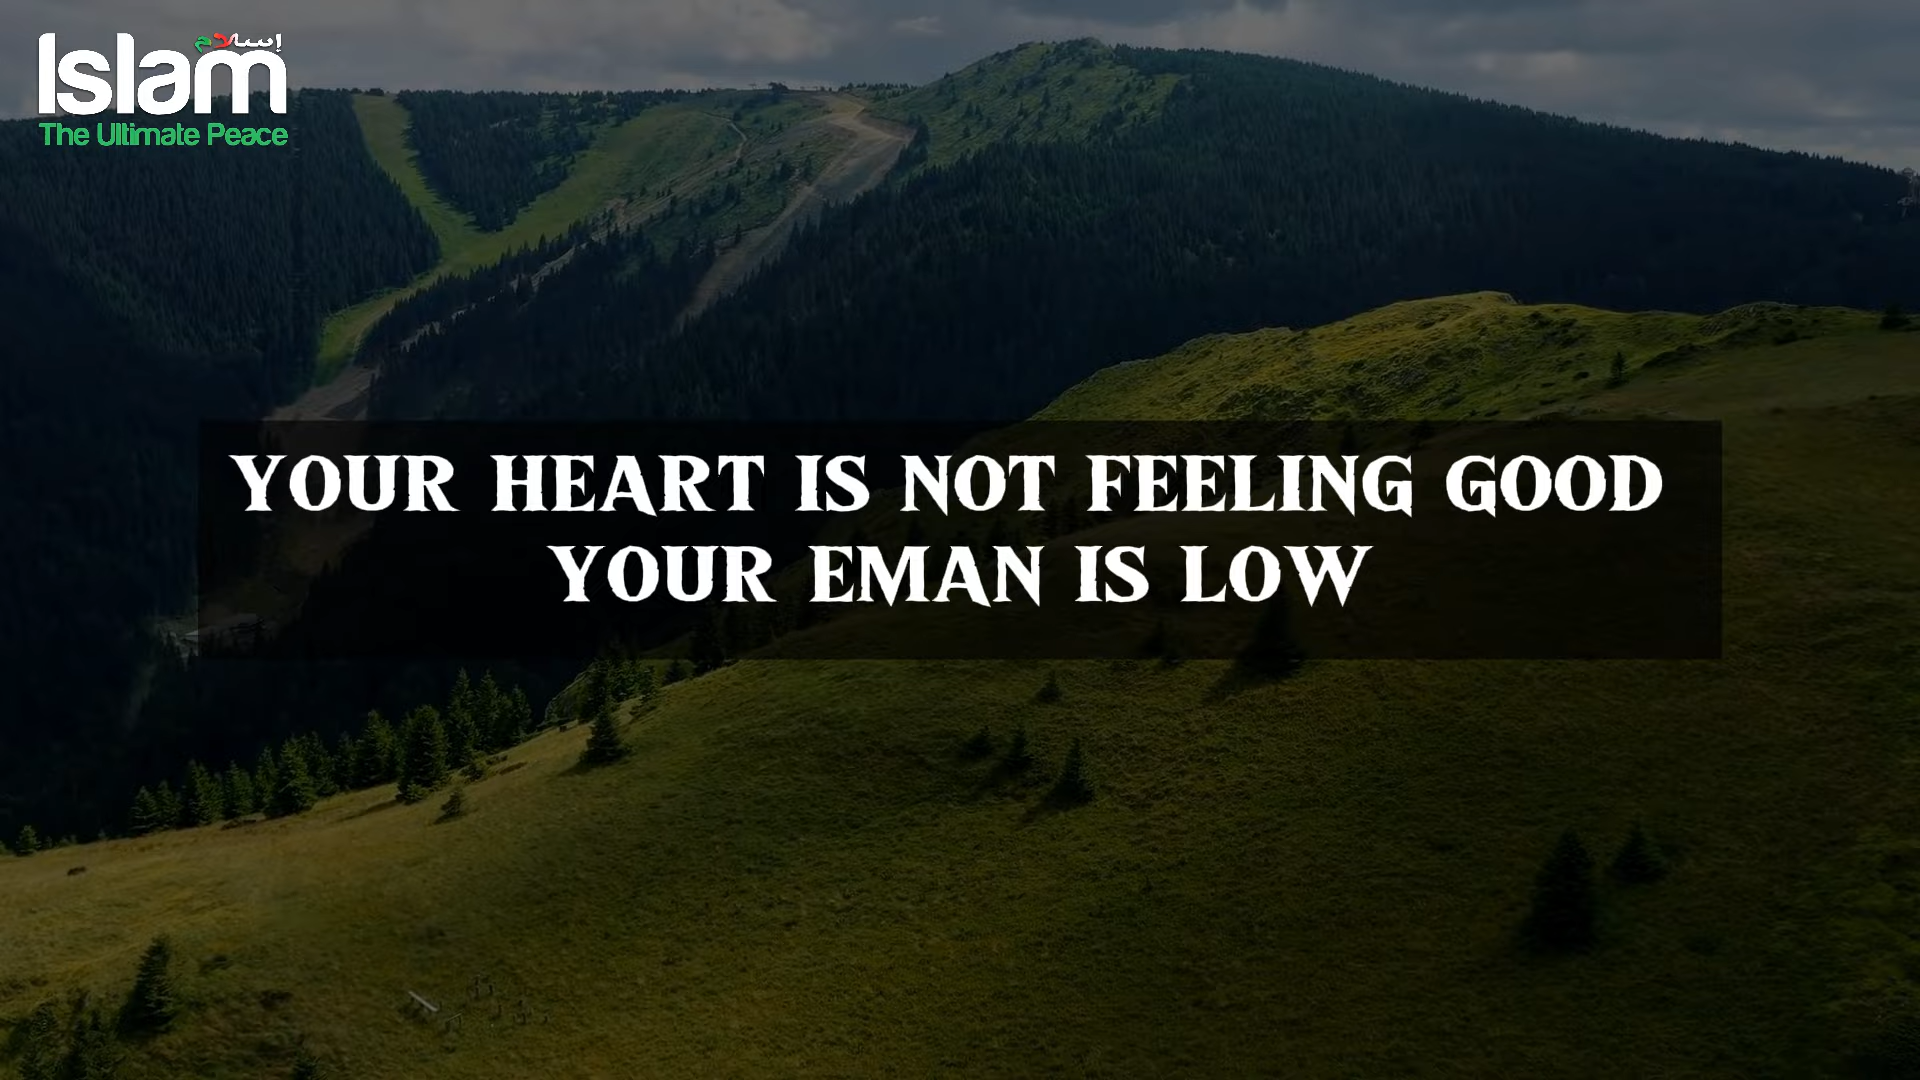 Islam إسلام
The Ultimate Peace
YOUR HEART IS NOT FEELING GOOD
YOUR EMAN IS LOW